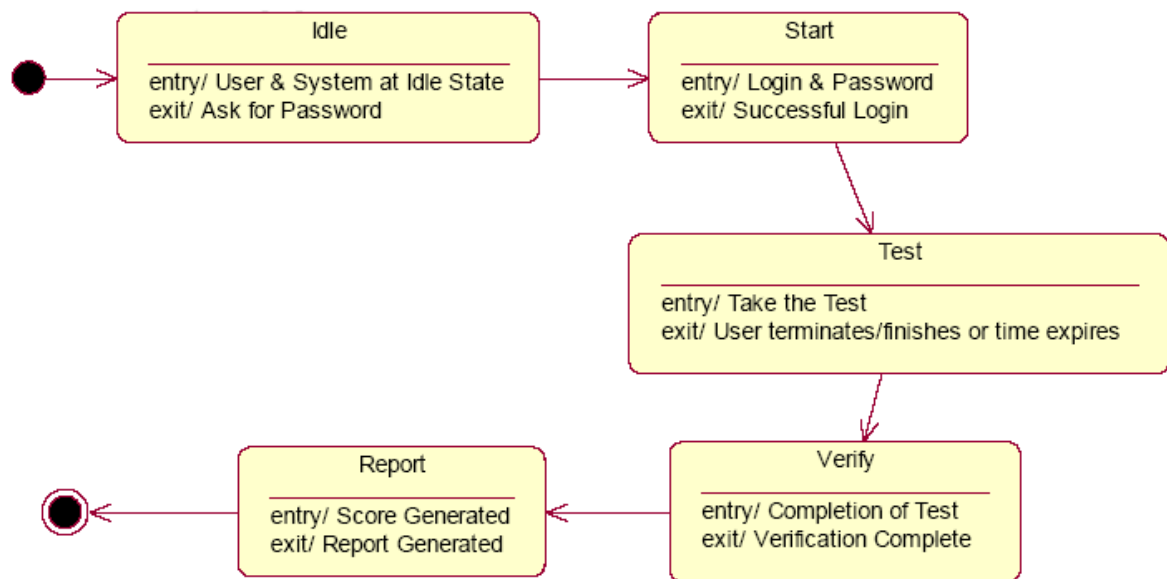 Idle
entry/ User & System at Idle State
exit/ Ask for Password
Start
entry/ Login & Password
exit/ Successful Login
Test
entry/ Take the Test
exit/ User terminates/finishes or time expires
Verify
entry/ Completion of Test
exit/ Verification Complete
Report
entry/ Score Generated
exit/ Report Generated